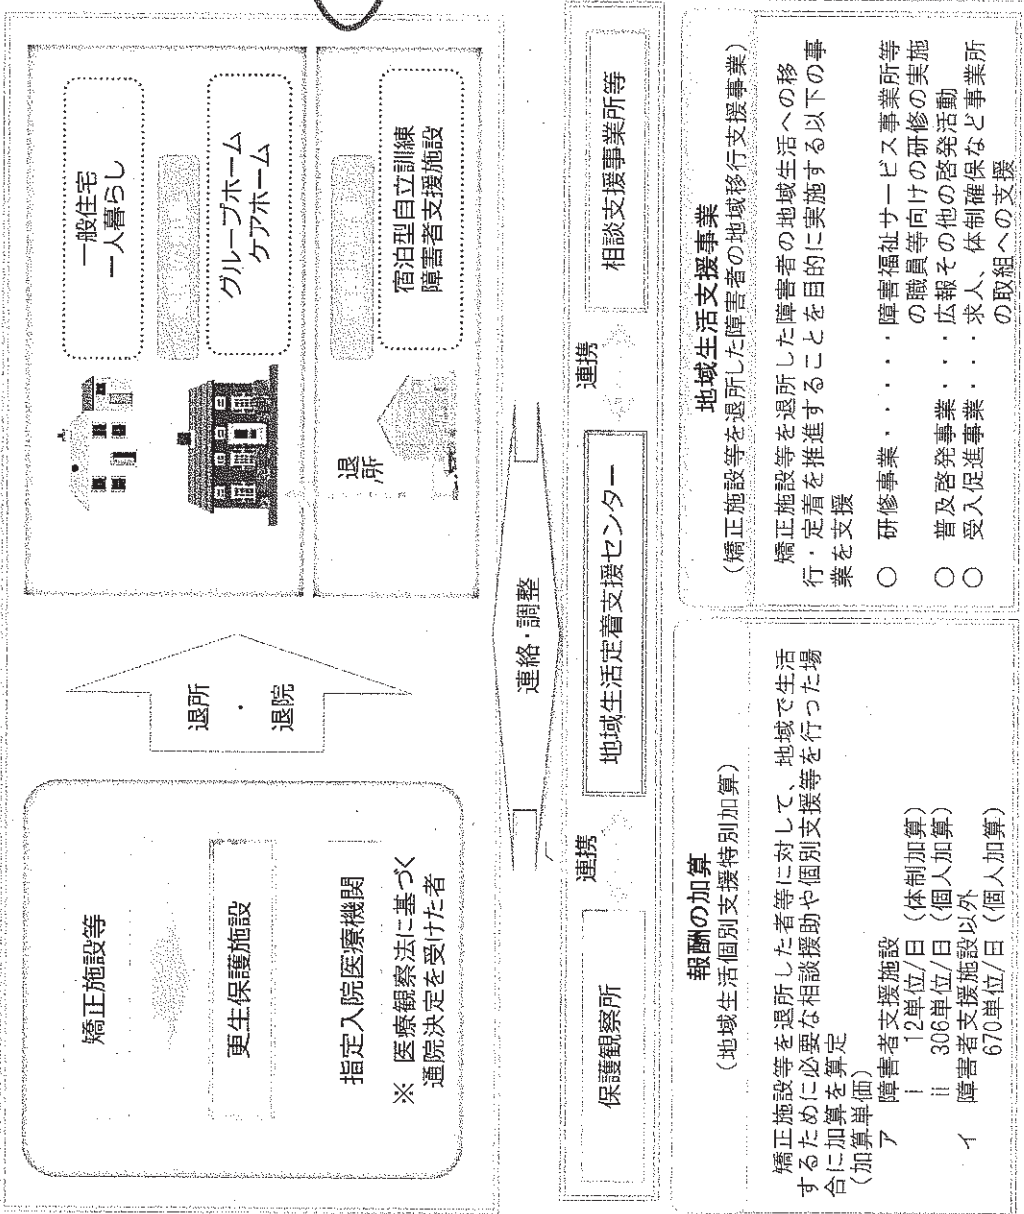 矯正施設等
更生保護施設
指定入院医療機関
※ 医療観察法に基づく
通院決定を受けた者
退所
・
退院
一般住宅
一人暮らし
グループホーム
ケアホーム
退所
宿泊型自立訓練
障害者支援施設
連絡・調整
保護観察所
連携
地域生活定着支援センター
連携
相談支援事業所等
報酬の加算
(地域生活個別支援特別加算)
矯正施設等を退所した者等に対して、地域で生活
するために必要な相談援助や個別支援等を行った場
合に加算を算定
(加算単価)
ア 障害者支援施設
ⅰ 12単位/日 (体制加算)
ⅱ 306単位/日 (個人加算)
イ 障害者支援施設以外
670単位/日 (個人加算)
地域生活支援事業
(矯正施設等を退所した障害者の地域移行支援事業)
矯正施設等を退所した障害者の地域生活への移
行・定着を推進することを目的に実施する以下の事
業を支援
○ 研修事業・・・・・障害福祉サービス事業所等
の職員等向けの研修の実施
○ 普及啓発事業・・・広報その他の啓発活動
○ 受入促進事業・・・求人、体制確保など事業所
の取組への支援